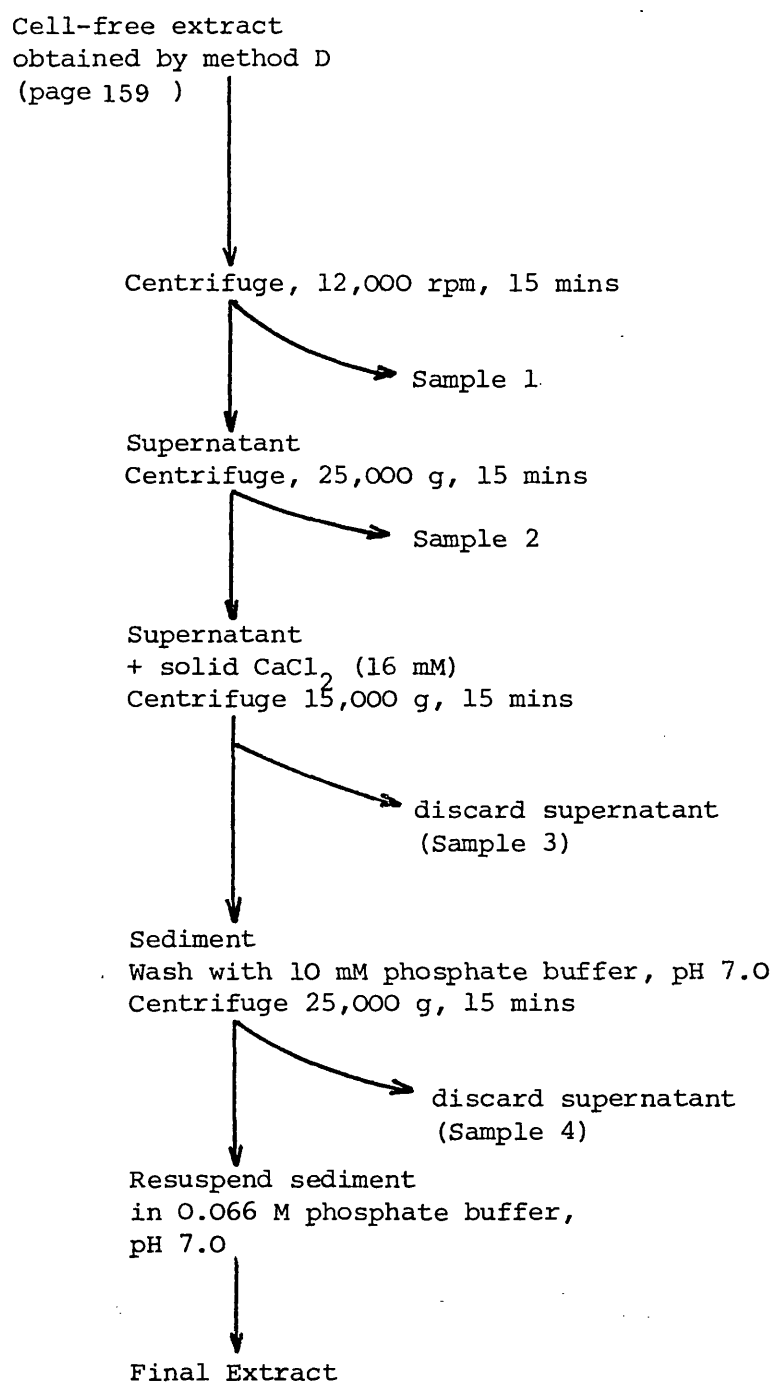 Cell-free extract
obtained by method D
(page 159 )
Centrifuge, 12,000 rpm, 15 mins
Sample 1
Supernatant
Centrifuge, 25,000 g, 15 mins
Sample 2
Supernatant
+ solid CaCl2 (16 mM)
Centrifuge 15,000 g, 15 mins
discard supernatant
(Sample 3)
Sediment
Wash with 10 mM phosphate buffer, pH 7.0
Centrifuge 25,000 g, 15 mins
discard supernatant
(Sample 4)
Resuspend sediment
in 0.066 M phosphate buffer,
pH 7.0
Final Extract